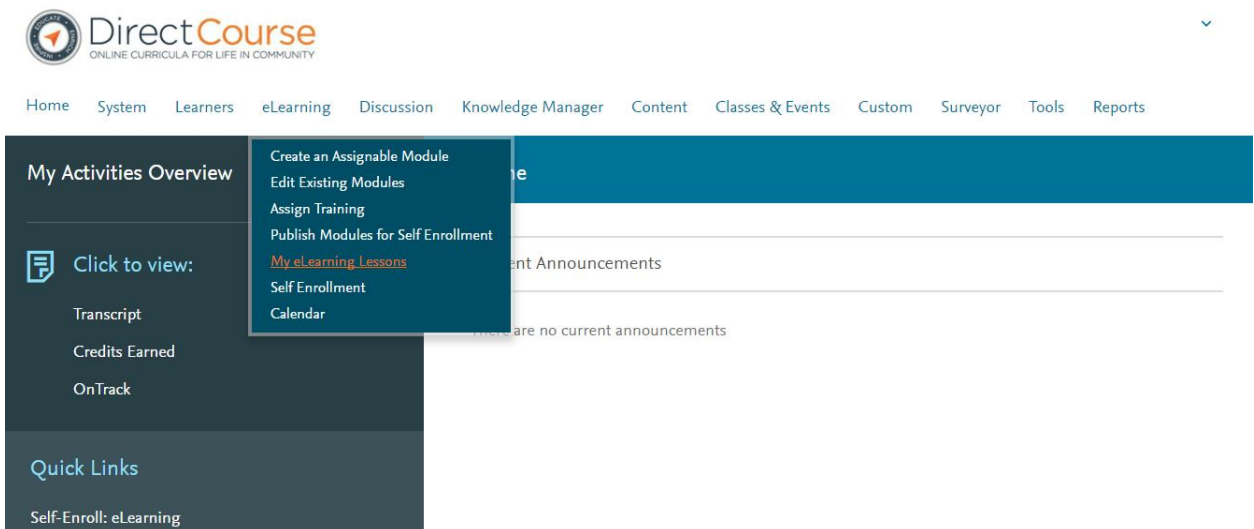 DirectCourse
ONLINE CURRICULA FOR LIFE IN COMMUNITY
Home System Learners eLearning Discussion Knowledge Manager Content Classes & Events Custom Surveyor Tools Reports
My Activities Overview
Create an Assignable Module
Edit Existing Modules
Assign Training
Publish Modules for Self Enrollment
My eLearning Lessons
Self Enrollment
Calendar
Click to view:
Transcript
Credits Earned
OnTrack
ent Announcements
There are no current announcements
Quick Links
Self-Enroll: eLearning